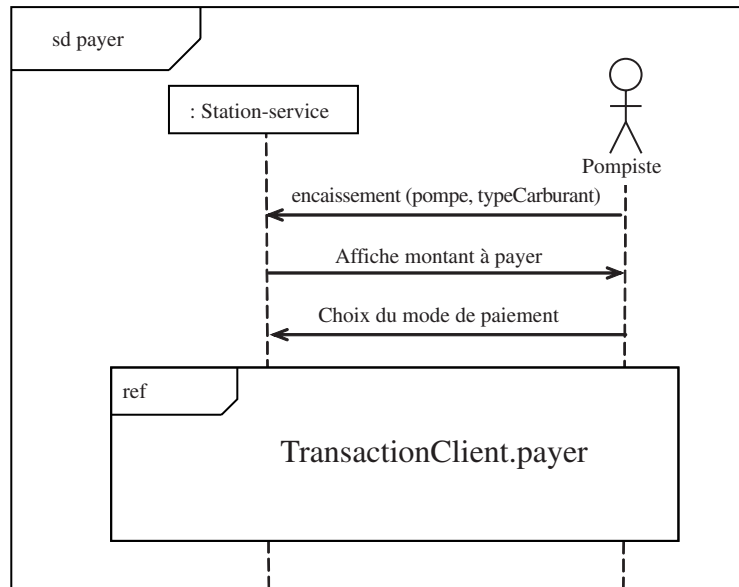 sd payer
: Station-service
Pompiste
encaissement (pompe, typeCarburant)
Affiche montant à payer
Choix du mode de paiement
ref
TransactionClient.payer